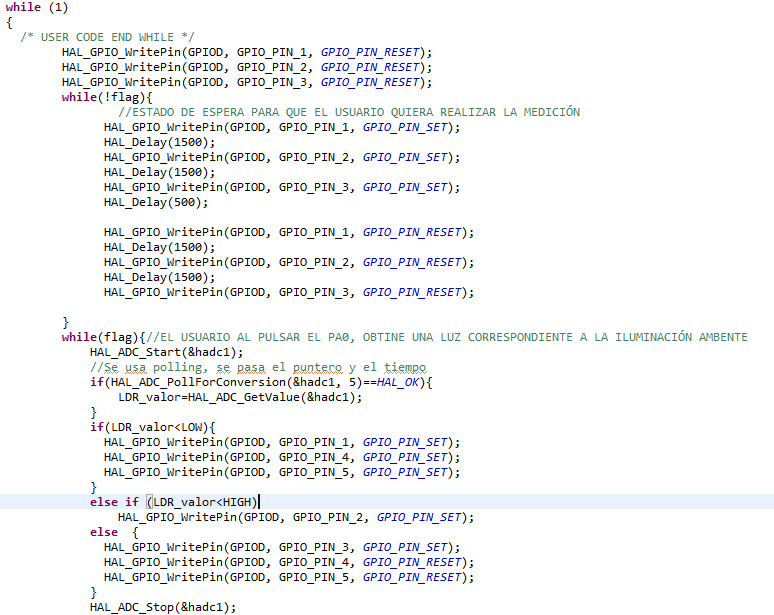 while (1)
{
/* USER CODE END WHILE */
HAL_GPIO_WritePin(GPIOD, GPIO_PIN_1, GPIO_PIN_RESET);
HAL_GPIO_WritePin(GPIOD, GPIO_PIN_2, GPIO_PIN_RESET);
HAL_GPIO_WritePin(GPIOD, GPIO_PIN_3, GPIO_PIN_RESET);
while(!flag){
//ESTADO DE ESPERA PARA QUE EL USUARIO QUIERA REALIZAR LA MEDICIÓN
HAL_GPIO_WritePin(GPIOD, GPIO_PIN_1, GPIO_PIN_SET);
HAL_Delay(1500);
HAL_GPIO_WritePin(GPIOD, GPIO_PIN_2, GPIO_PIN_SET);
HAL_Delay(1500);
HAL_GPIO_WritePin(GPIOD, GPIO_PIN_3, GPIO_PIN_SET);
HAL_Delay(500);
HAL_GPIO_WritePin(GPIOD, GPIO_PIN_1, GPIO_PIN_RESET);
HAL_Delay(1500);
HAL_GPIO_WritePin(GPIOD, GPIO_PIN_2, GPIO_PIN_RESET);
HAL_Delay(1500);
HAL_GPIO_WritePin(GPIOD, GPIO_PIN_3, GPIO_PIN_RESET);
}
while(flag){//EL USUARIO AL PULSAR EL PA0, OBTINE UNA LUZ CORRESPONDIENTE A LA ILUMINACIÓN AMBENTE
HAL_ADC_Start(&hadc1);
//Se usa polling, se pasa el puntero y el tiempo
if(HAL_ADC_PollForConversion(&hadc1, 5)==HAL_OK){
LDR_valor=HAL_ADC_GetValue(&hadc1);
}
if(LDR_valor<LOW){
HAL_GPIO_WritePin(GPIOD, GPIO_PIN_1, GPIO_PIN_SET);
HAL_GPIO_WritePin(GPIOD, GPIO_PIN_4, GPIO_PIN_SET);
HAL_GPIO_WritePin(GPIOD, GPIO_PIN_5, GPIO_PIN_SET);
}
else if (LDR_valor<HIGH)
HAL_GPIO_WritePin(GPIOD, GPIO_PIN_2, GPIO_PIN_SET);
else {
HAL_GPIO_WritePin(GPIOD, GPIO_PIN_3, GPIO_PIN_SET);
HAL_GPIO_WritePin(GPIOD, GPIO_PIN_4, GPIO_PIN_RESET);
HAL_GPIO_WritePin(GPIOD, GPIO_PIN_5, GPIO_PIN_RESET);
}
HAL_ADC_Stop(&hadc1);